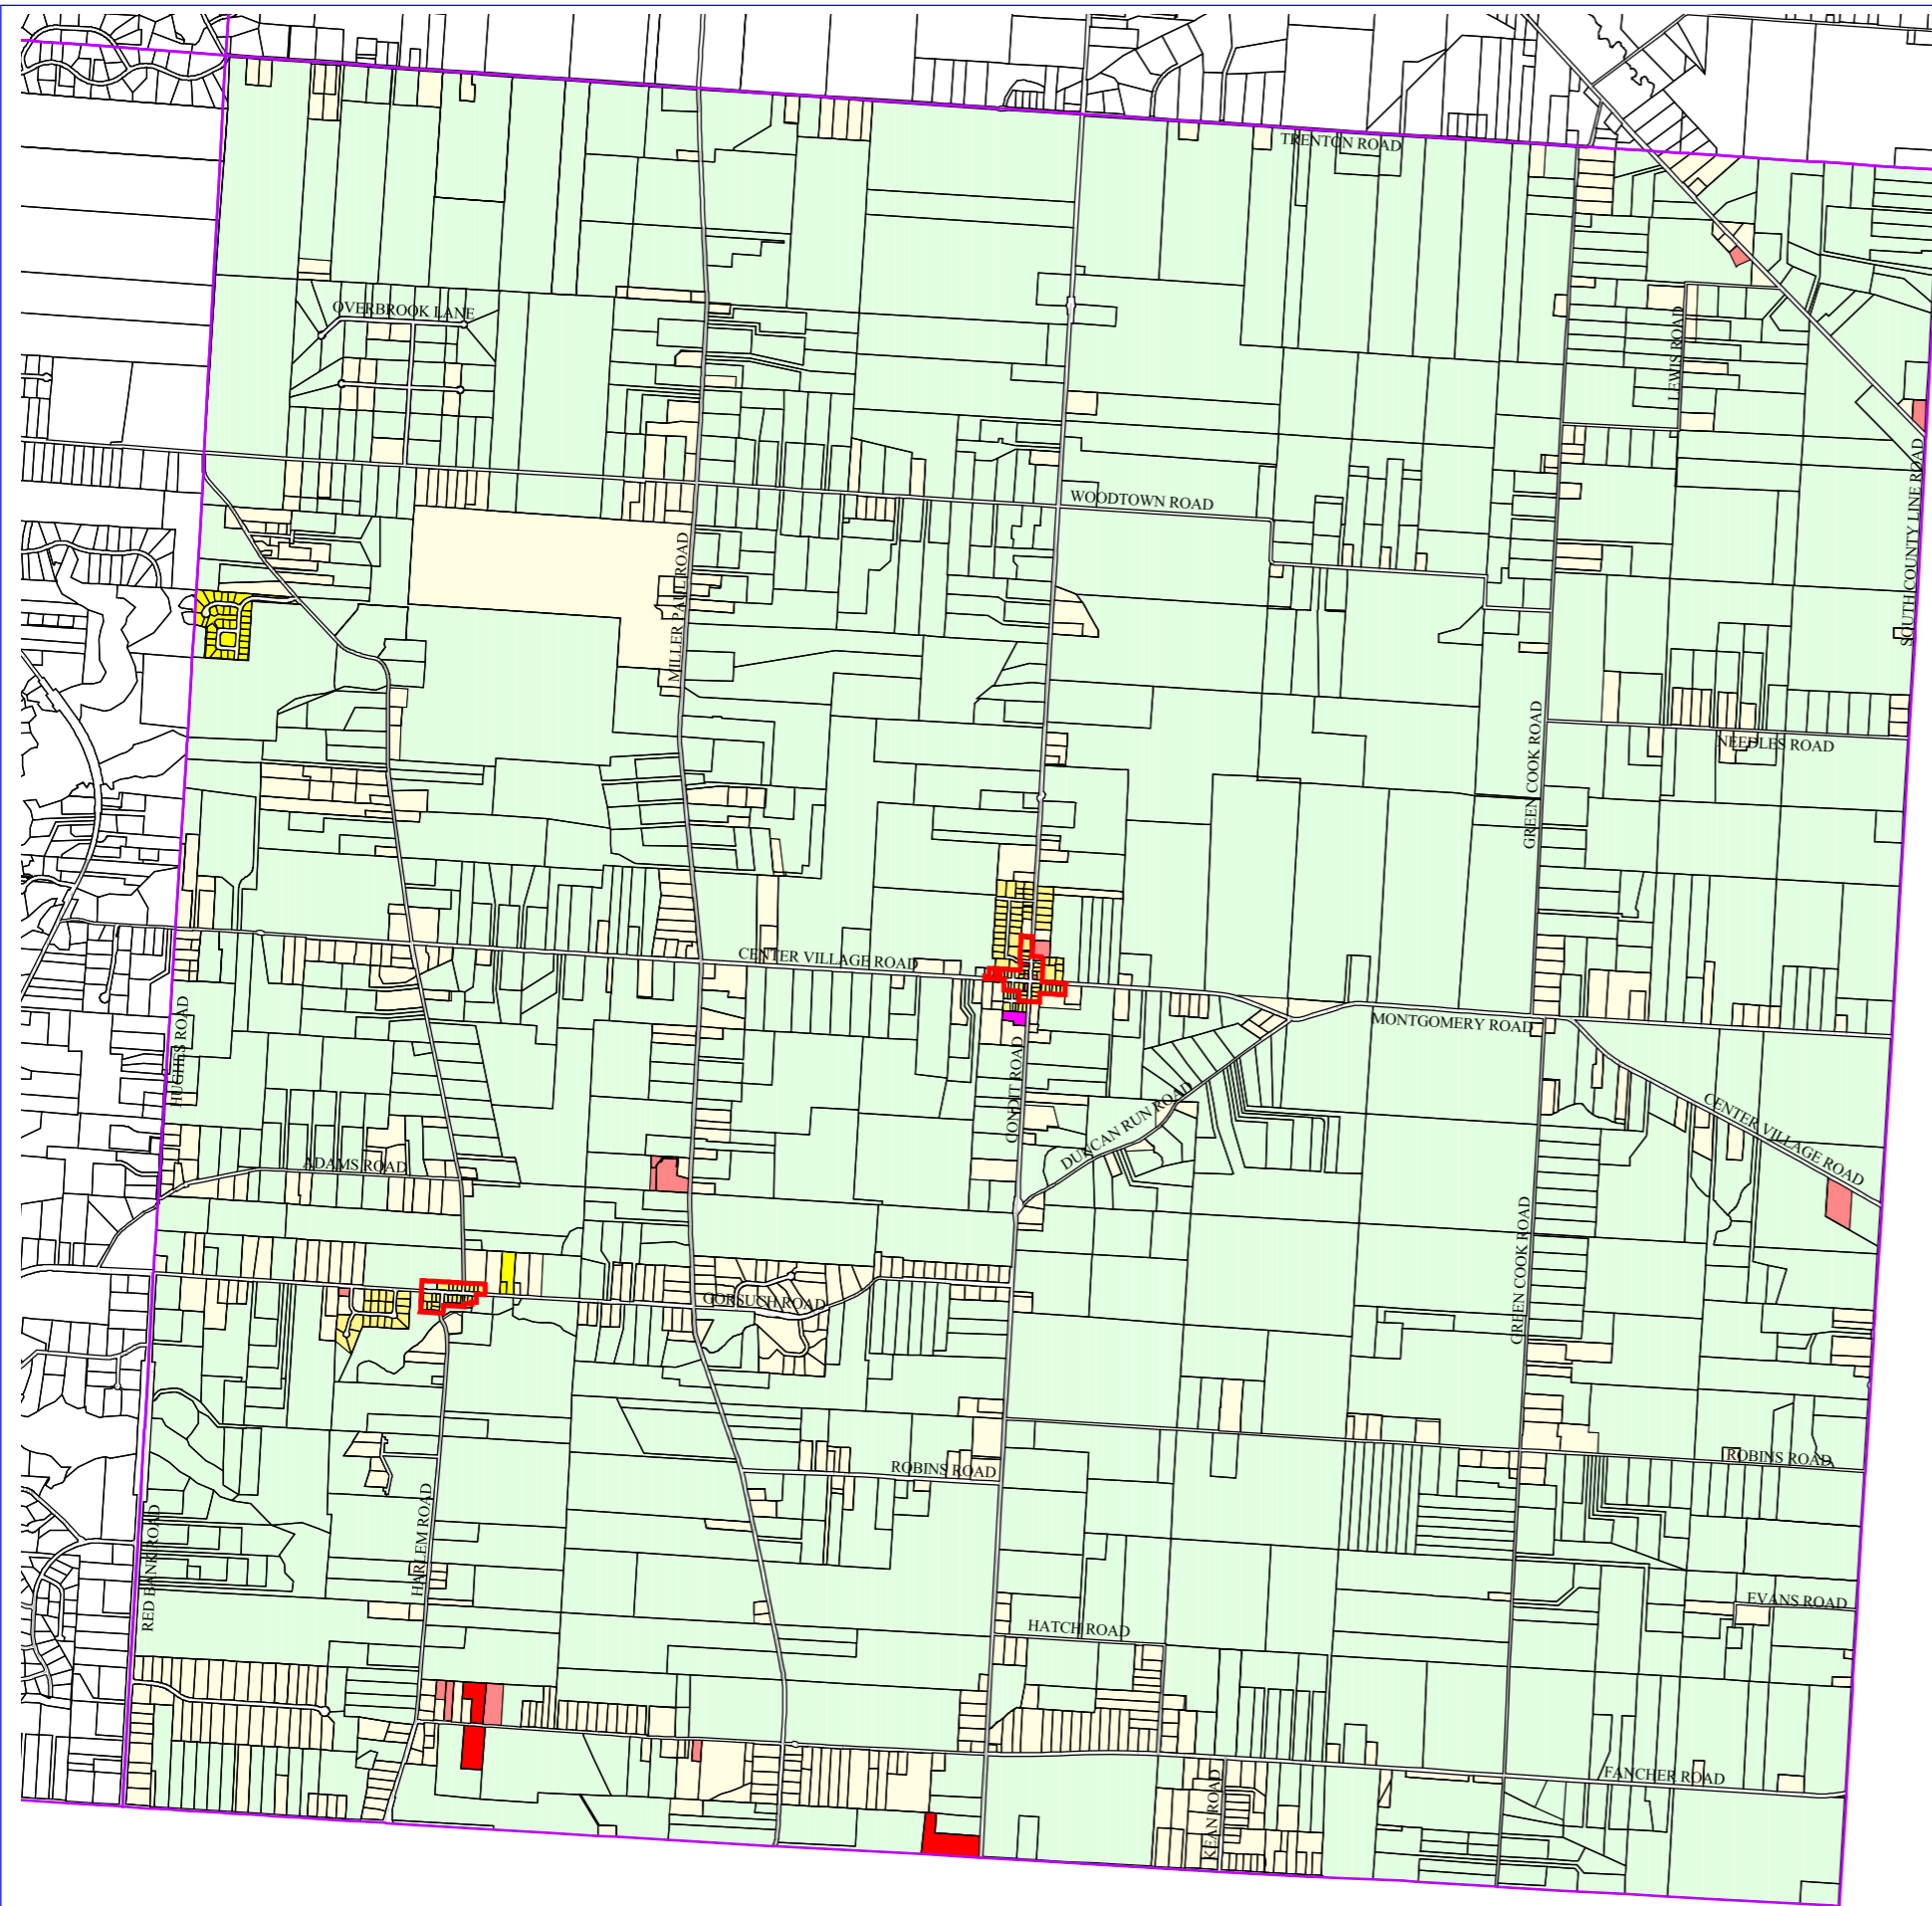 TRENTON ROAD
OVERBROOK LANE
LEWIS ROAD
WOODTOWN ROAD
SOUTH COUNTY LINE ROAD
MILLER PAUL ROAD
GREEN COOK ROAD
NEEDLES ROAD
CENTER VILLAGE ROAD
HUGHES ROAD
MONTGOMERY ROAD
CONDIT ROAD
DUNCAN RUN ROAD
CENTER VILLAGE ROAD
ADAMS ROAD
GREEN COOK ROAD
GORSUCH ROAD
ROBINS ROAD
ROBINS ROAD
HARLEM ROAD
RED BANK ROAD
EVANS ROAD
HATCH ROAD
FANCHER ROAD
KEAN ROAD